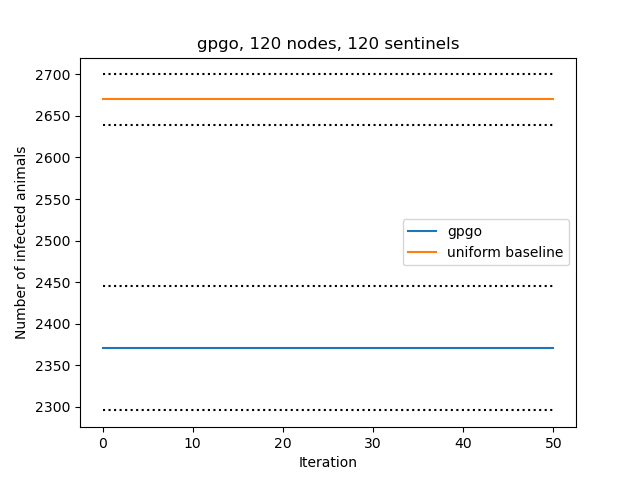 gpgo, 120 nodes, 120 sentinels
2700
2650
2600
2550
2500
2450
2400
2350
2300
Number of infected animals
gpgo
uniform baseline
0 10 20 30 40 50
Iteration